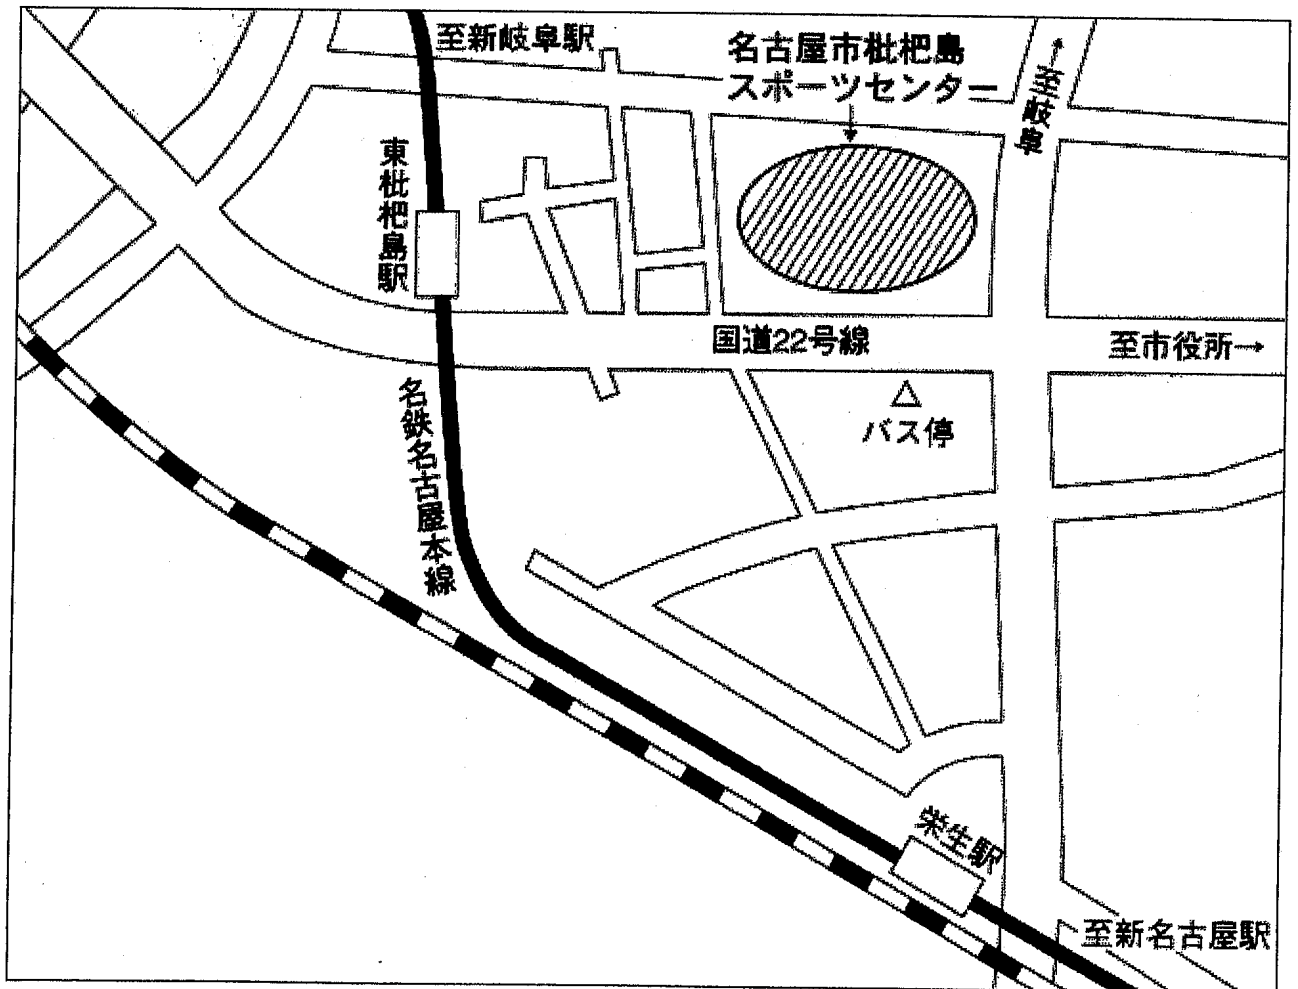 至新岐阜駅
名古屋市枇杷島
スポーツセンター
←至岐阜
東枇杷島駅
国道22号線
至市役所→
バス停
名鉄名古屋本線
栄生駅
至新名古屋駅